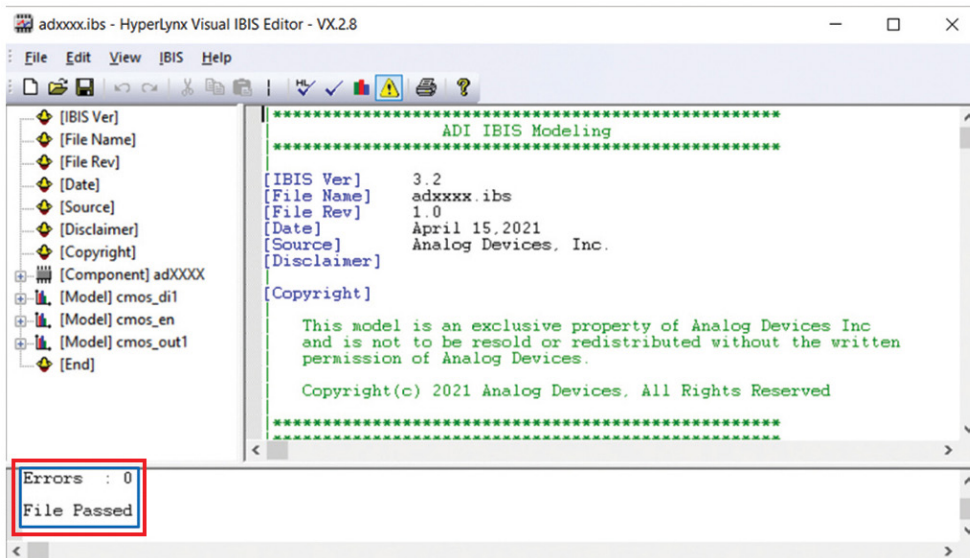 adxxxx.ibs - HyperLynx Visual IBIS Editor - VX.2.8
File Edit View IBIS Help
[IBIS Ver]
[File Name]
[File Rev]
[Date]
[Source]
[Disclaimer]
[Copyright]
[Component] adXXXX
[Model] cmos_di1
[Model] cmos_en
[Model] cmos_out1
[End]
|***************************************************
| ADI IBIS Modeling
|***************************************************
|
[IBIS Ver] 3.2
[File Name] adxxxx.ibs
[File Rev] 1.0
[Date] April 15,2021
[Source] Analog Devices, Inc.
[Disclaimer]
|
[Copyright]
|
| This model is an exclusive property of Analog Devices Inc
| and is not to be resold or redistributed without the written
| permission of Analog Devices.
|
| Copyright(c) 2021 Analog Devices, All Rights Reserved
|
|***************************************************
|***************************************************
Errors : 0
File Passed